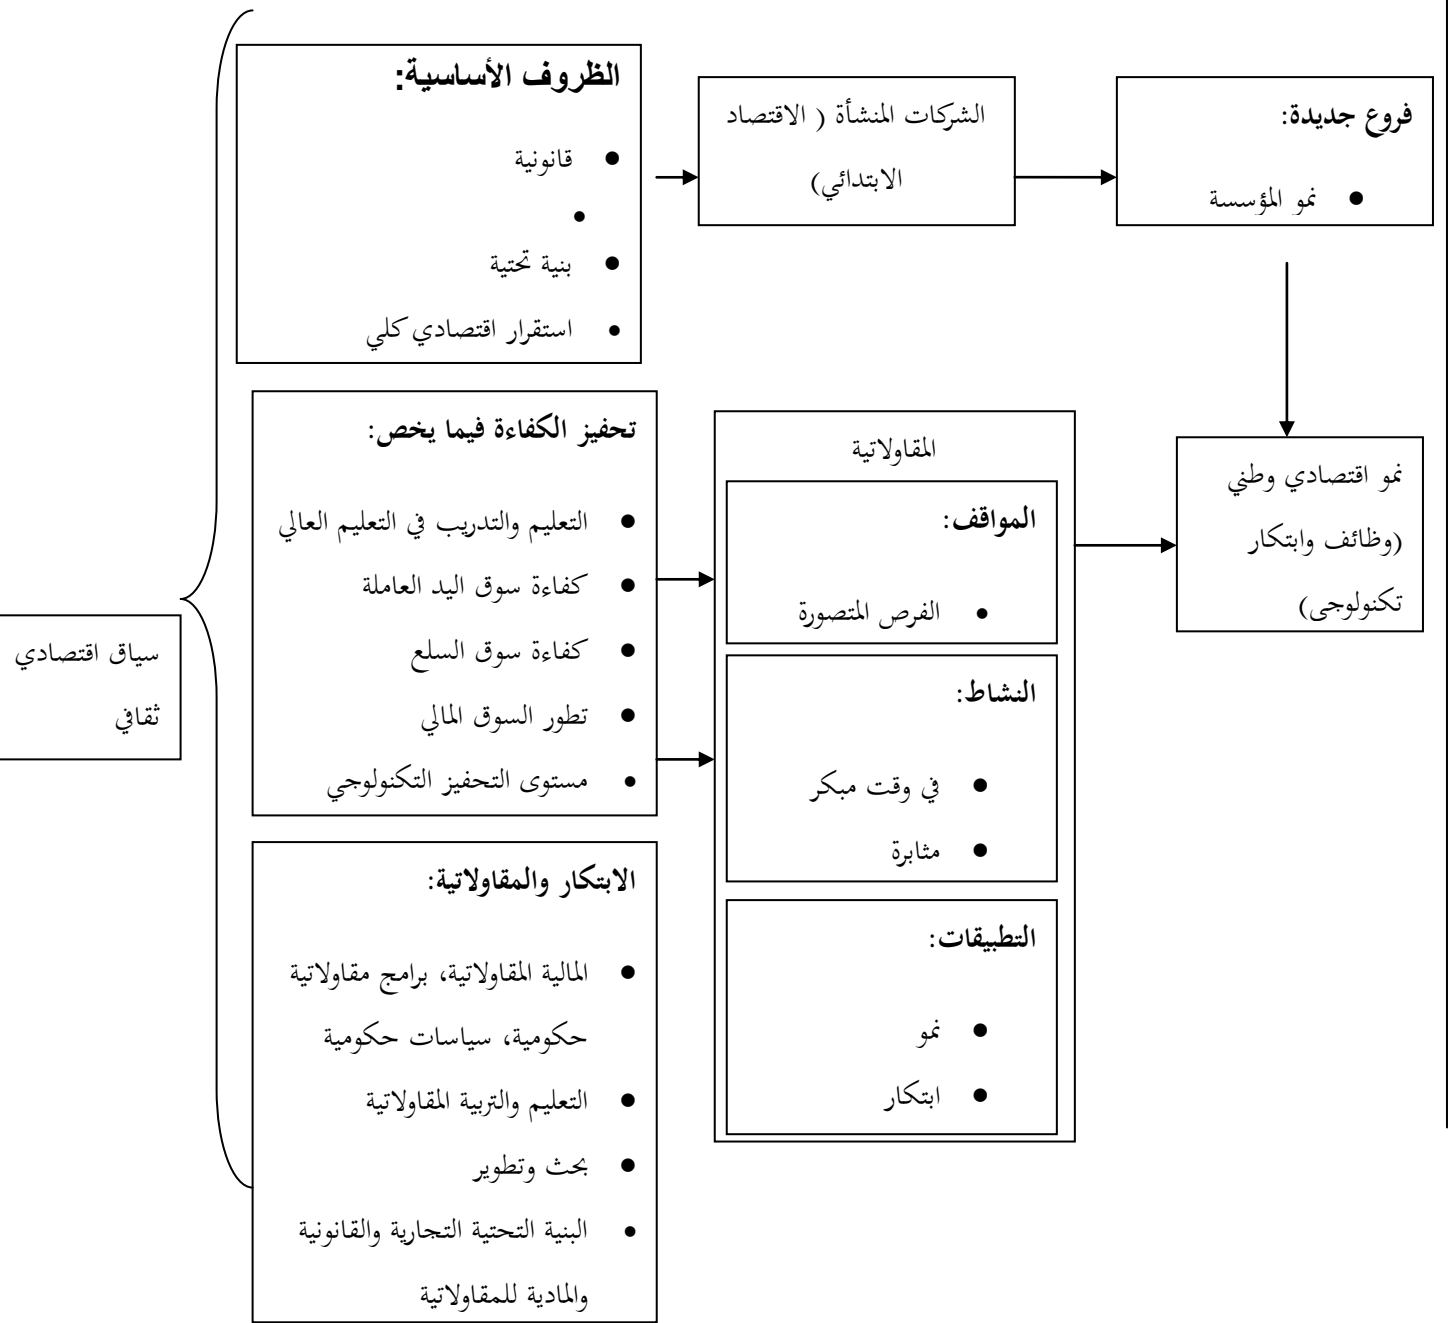 الظروف الأساسية:
• قانونية
•
• بنية تحتية
• استقرار اقتصادي كلي
الشركات المنشأة ( الاقتصاد
الابتدائي)
فروع جديدة:
• نمو المؤسسة
تحفيز الكفاءة فيما يخص:
• التعليم والتدريب في التعليم العالي
• كفاءة سوق اليد العاملة
• كفاءة سوق السلع
• تطور السوق المالي
• مستوى التحفيز التكنولوجي
المقاولاتية
المواقف:
• الفرص المتصورة
النشاط:
• في وقت مبكر
• مثابرة
التطبيقات:
• نمو
• ابتكار
نمو اقتصادي وطني
(وظائف وابتكار
تكنولوجى)
سياق اقتصادي
ثقافي
الابتكار والمقاولاتية:
• المالية المقاولاتية، برامج مقاولاتية
حكومية، سياسات حكومية
• التعليم والتربية المقاولاتية
• بحث وتطوير
• البنية التحتية التجارية والقانونية
والمادية للمقاولاتية